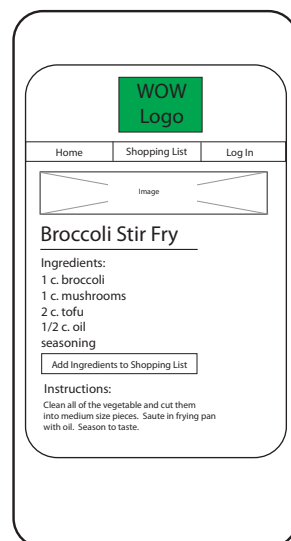 WOW
Logo
Home Shopping List Log In
Image
Broccoli Stir Fry
Ingredients:
1 c. broccoli
1 c. mushrooms
2 c. tofu
1/2 c. oil
seasoning
Add Ingredients to Shopping List
Instructions:
Clean all of the vegetable and cut them
into medium size pieces. Saute in frying pan
with oil. Season to taste.